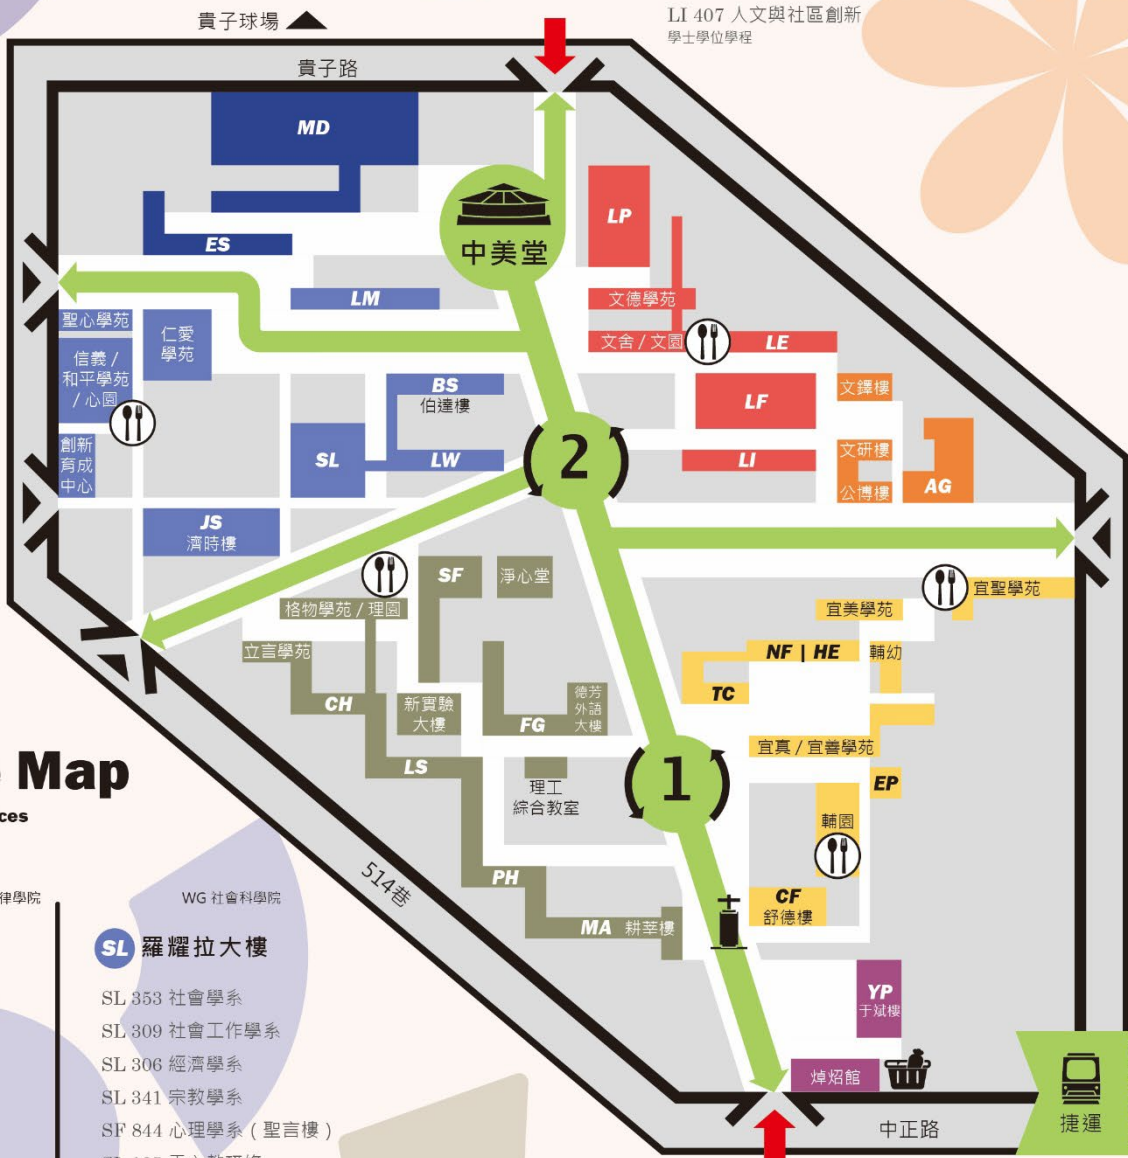 貴子球場
LI 407 人文與社區創新
學士學位學程
貴子路
MD
LP
中美堂
ES
LM
文德學苑
聖心學苑
仁愛
學苑
文舍 / 文園
LE
信義 /
和平學苑
/ 心園
BS
伯達樓
LF
文鐸樓
2
創新
育成
中心
SL
LW
LI
文研樓
公博樓
AG
JS
濟時樓
SF
淨心堂
宜聖學苑
格物學苑 / 理園
宜美學苑
立言學苑
NF | HE
輔幼
CH
新實驗
大樓
FG
德芳
外語
大樓
TC
宜真 / 宜善學苑
LS
1
EP
理工
綜合教室
輔園
Map
ces
514巷
PH
CF
舒德樓
律學院
WG 社會科學院
MA 耕莘樓
SL 羅耀拉大樓
YP
于斌樓
SL 353 社會學系
SL 309 社會工作學系
SL 306 經濟學系
焯炤館
SL 341 宗教學系
捷運
SF 844 心理學系 ( 聖言樓 )
中正路